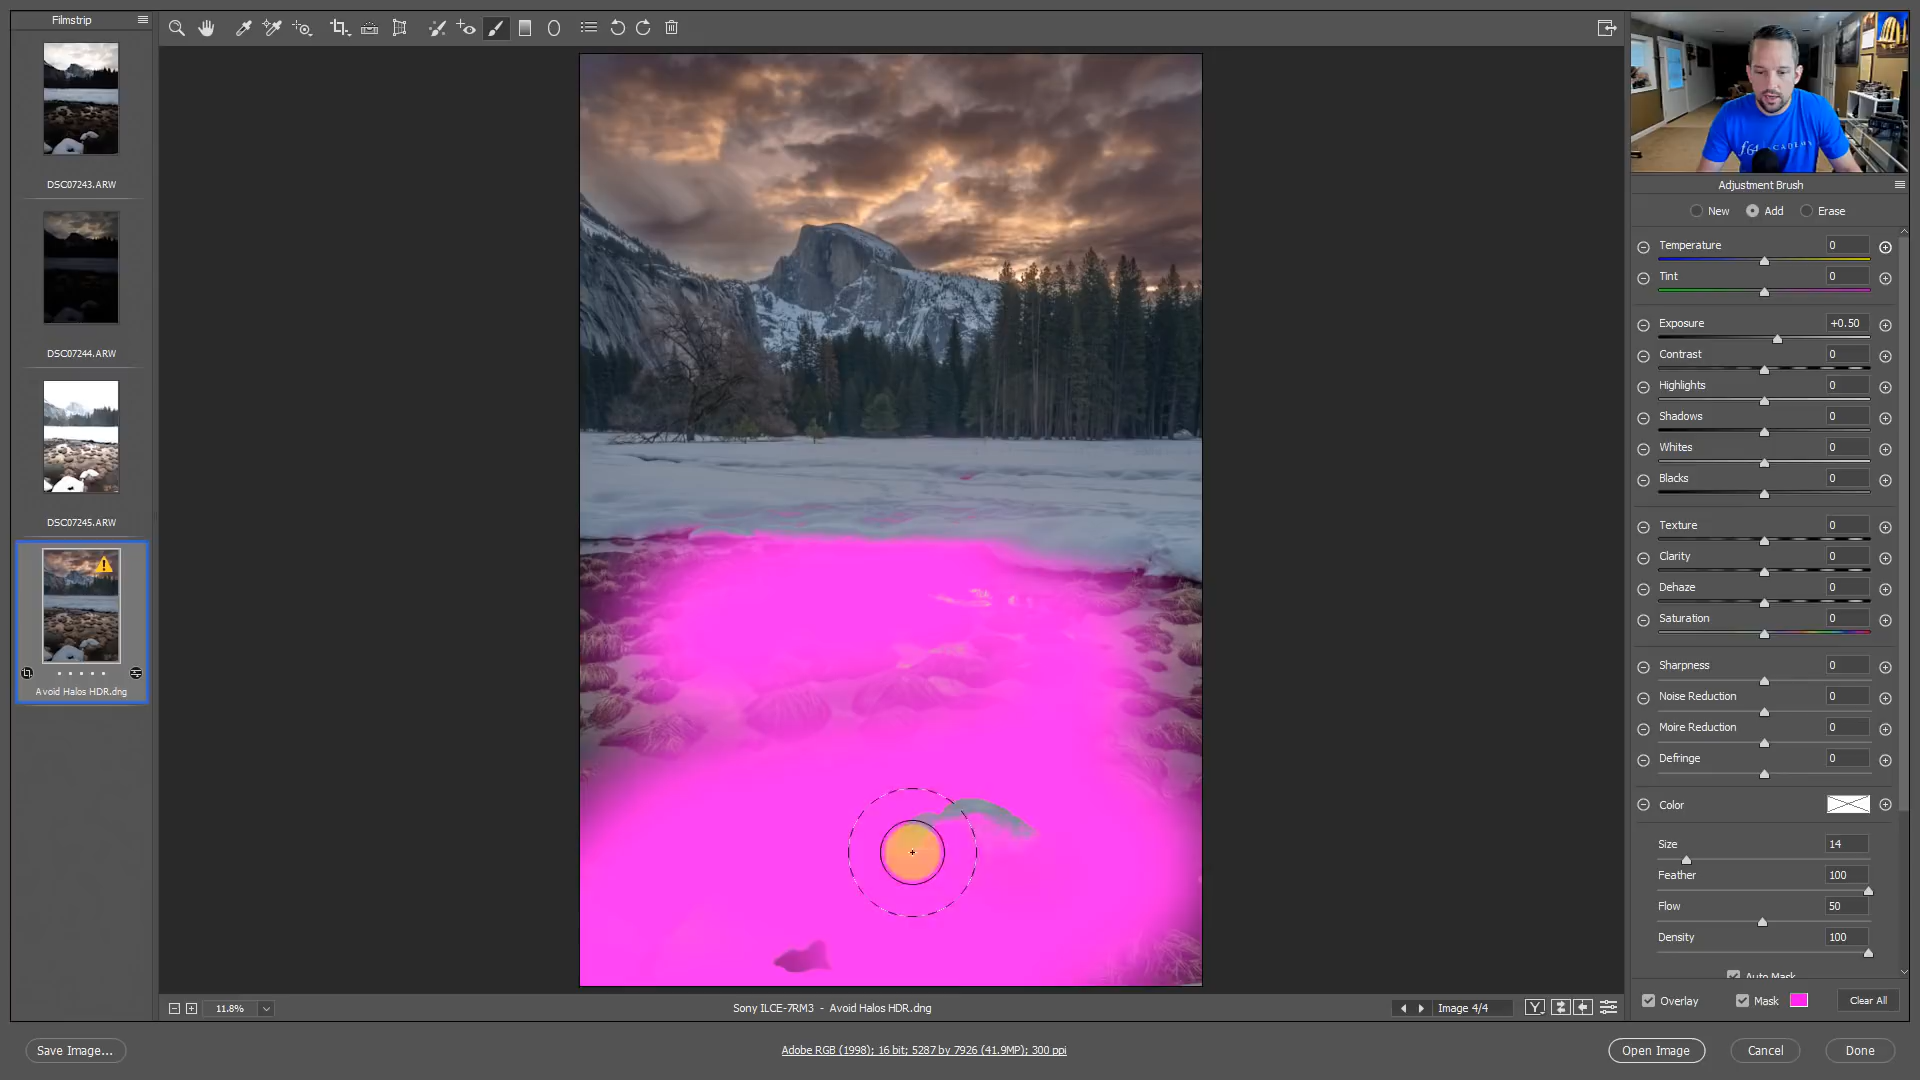 Filmstrip
DSC07243.ARW
DSC07244.ARW
DSC07245.ARW
Avoid Halos HDR.dng
f64 ACADEMY
Adjustment Brush
New Add Erase
Temperature 0
Tint 0
Exposure +0.50
Contrast 0
Highlights 0
Shadows 0
Whites 0
Blacks 0
Texture 0
Clarity 0
Dehaze 0
Saturation 0
Sharpness 0
Noise Reduction 0
Moire Reduction 0
Defringe 0
Color
Size 14
Feather 100
Flow 50
Density 100
Auto Mask
Overlay Mask Clear All
11.8% Sony ILCE-7RM3 - Avoid Halos HDR.dng Image 4/4 Y
Save Image... Adobe RGB (1998); 16 bit; 5287 by 7926 (41.9MP); 300 ppi Open Image Cancel Done